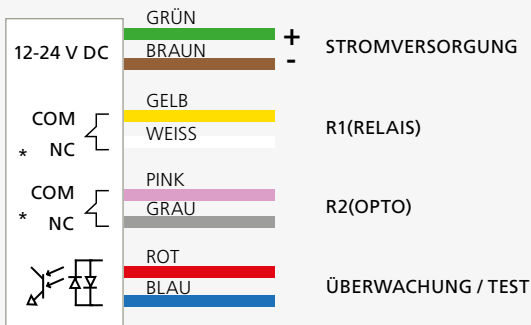 GRÜN
12-24 V DC
+
BRAUN
-
STROMVERSORGUNG
GELB
COM
WEISS
R1(RELAIS)
* NC
PINK
COM
GRAU
R2(OPTO)
* NC
ROT
BLAU
ÜBERWACHUNG / TEST